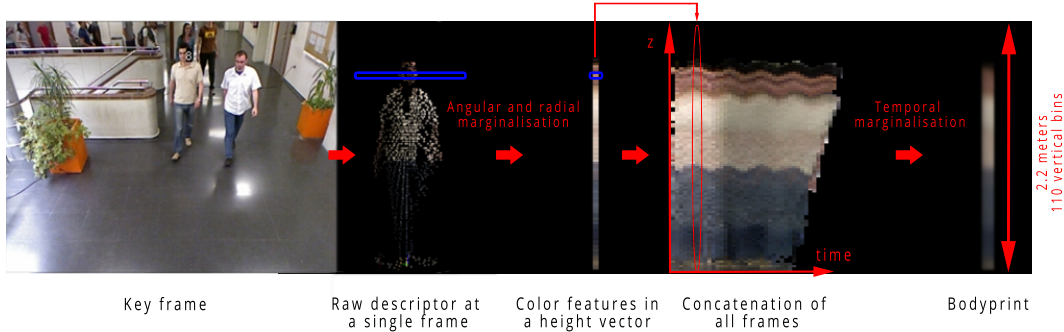 z
Angular and radial
marginalisation
Temporal
marginalisation
time
2.2 meters
110 vertical bins
Key frame
Raw descriptor at
a single frame
Color features in
a height vector
Concatenation of
all frames
Bodyprint